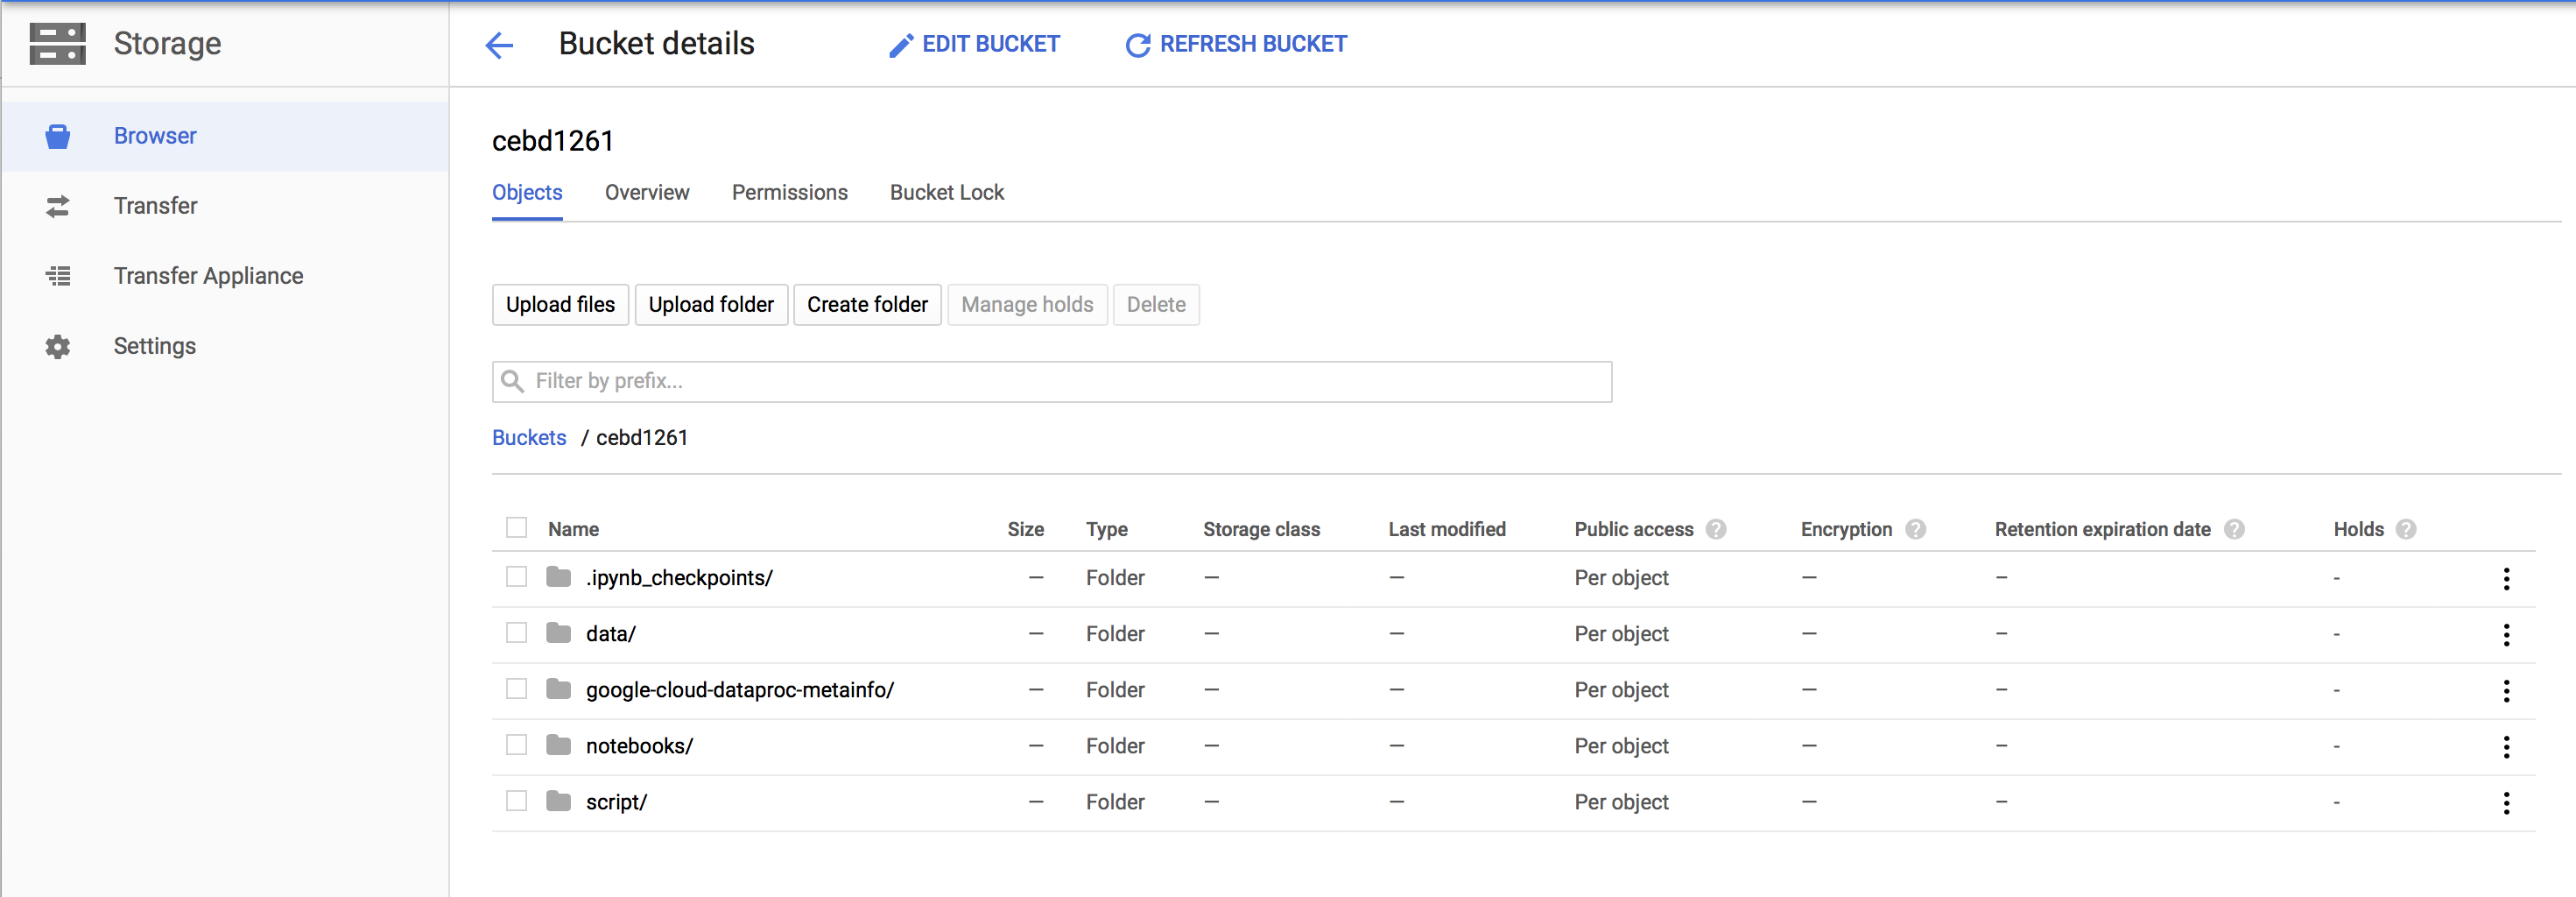 Storage
Bucket details
EDIT BUCKET
REFRESH BUCKET
Browser
Transfer
Transfer Appliance
Settings
cebd1261
Objects Overview Permissions Bucket Lock
Upload files Upload folder Create folder Manage holds Delete
Filter by prefix...
Buckets / cebd1261
Name Size Type Storage class Last modified Public access ? Encryption ? Retention expiration date ? Holds ?
.ipynb_checkpoints/ — Folder — — Per object — – -
data/ — Folder — — Per object — – -
google-cloud-dataproc-metainfo/ — Folder — — Per object — – -
notebooks/ — Folder — — Per object — – -
script/ — Folder — — Per object — – -